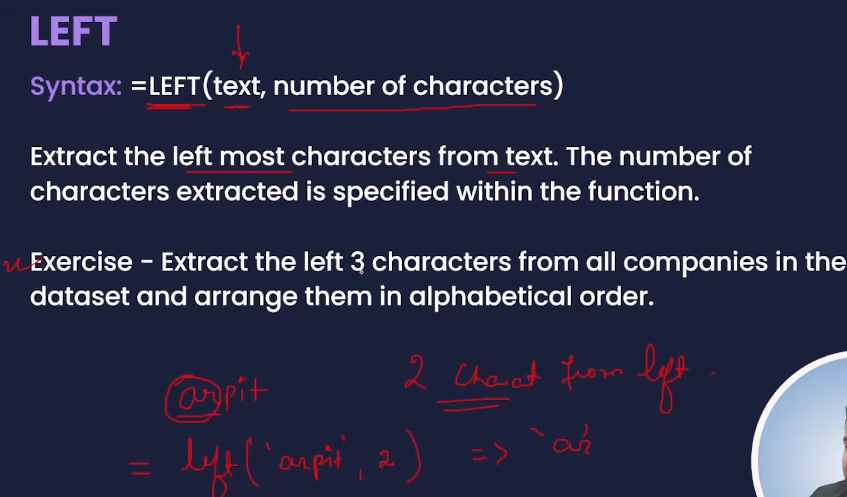 LEFT
Syntax: =LEFT(text, number of characters)
Extract the left most characters from text. The number of
characters extracted is specified within the function.
Exercise - Extract the left 3 characters from all companies in the
dataset and arrange them in alphabetical order.
arpit
2 charact from left.
= left('arpit', 2) => 'ar'